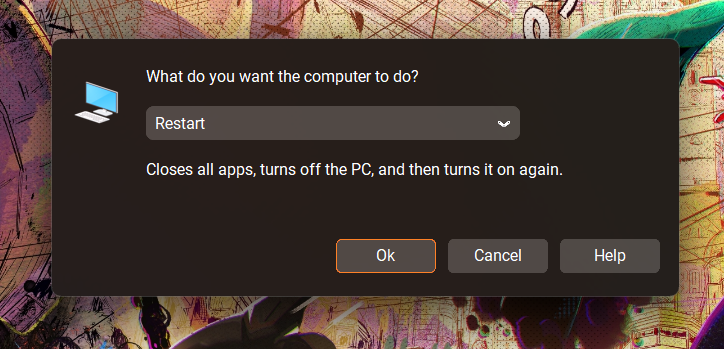 What do you want the computer to do?
Restart
Closes all apps, turns off the PC, and then turns it on again.
Ok
Cancel
Help